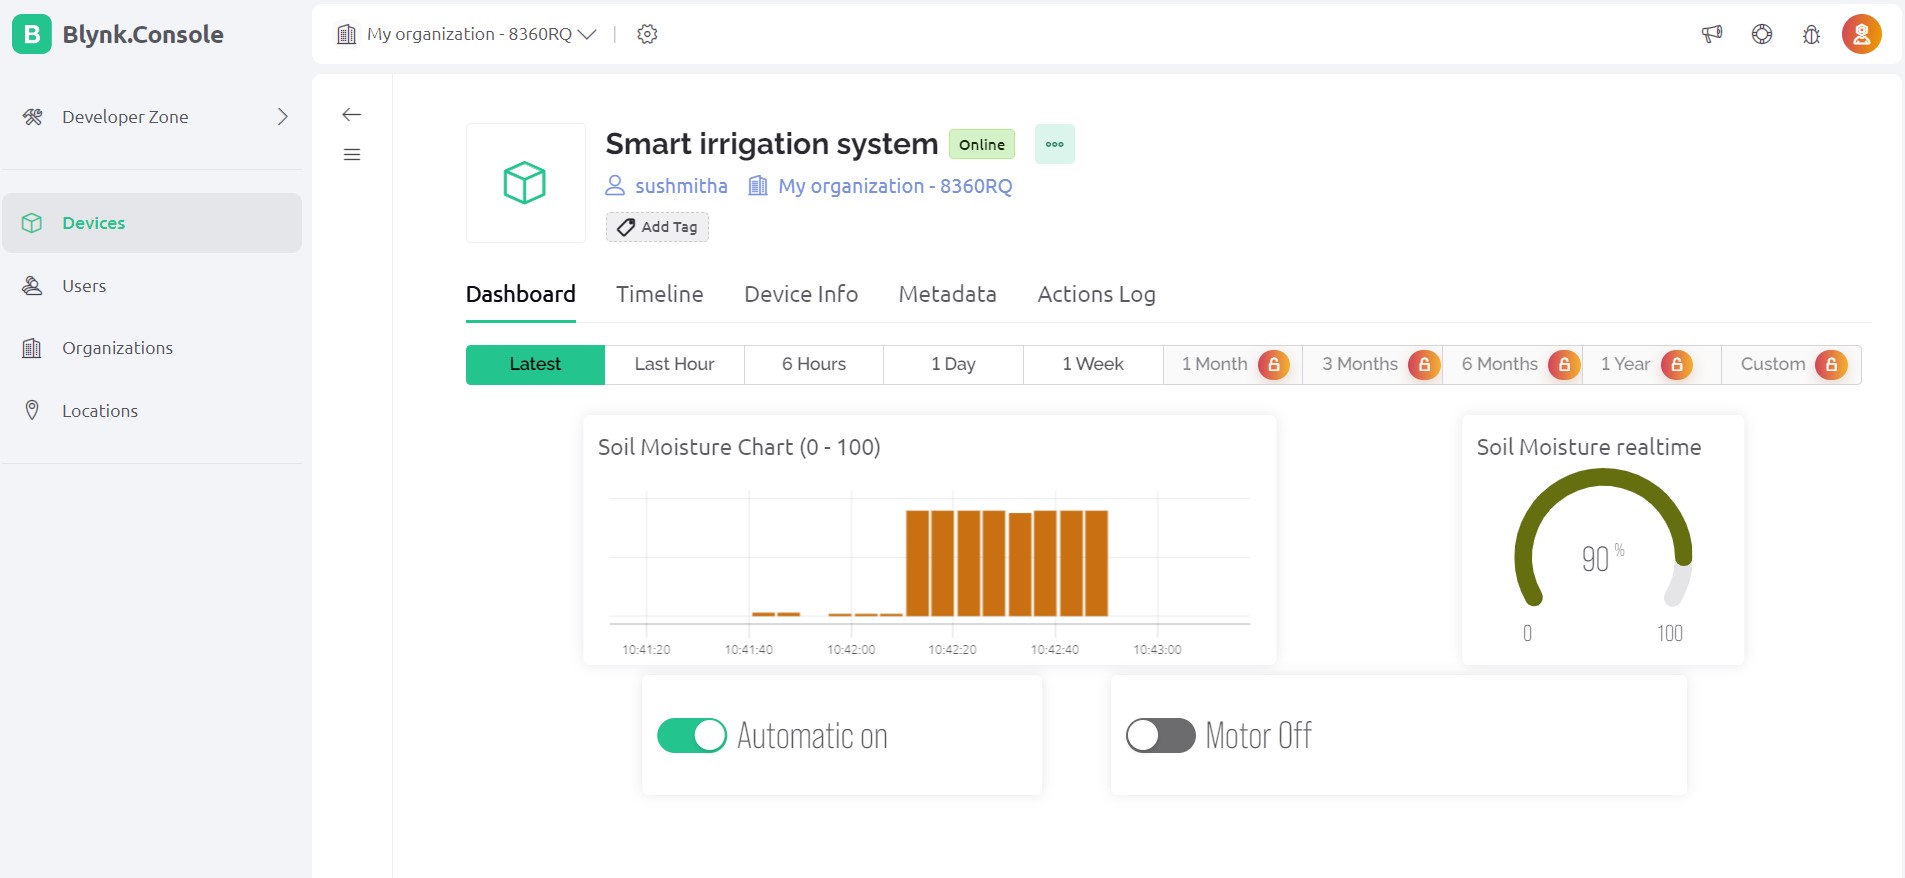 B Blynk.Console
My organization - 8360RQ
Developer Zone
Devices
Users
Organizations
Locations
Smart irrigation system Online
sushmitha My organization - 8360RQ
Add Tag
Dashboard Timeline Device Info Metadata Actions Log
Latest Last Hour 6 Hours 1 Day 1 Week 1 Month 3 Months 6 Months 1 Year Custom
Soil Moisture Chart (0 - 100)
10:41:20 10:41:40 10:42:00 10:42:20 10:42:40 10:43:00
Soil Moisture realtime
90 %
0 100
Automatic on
Motor Off